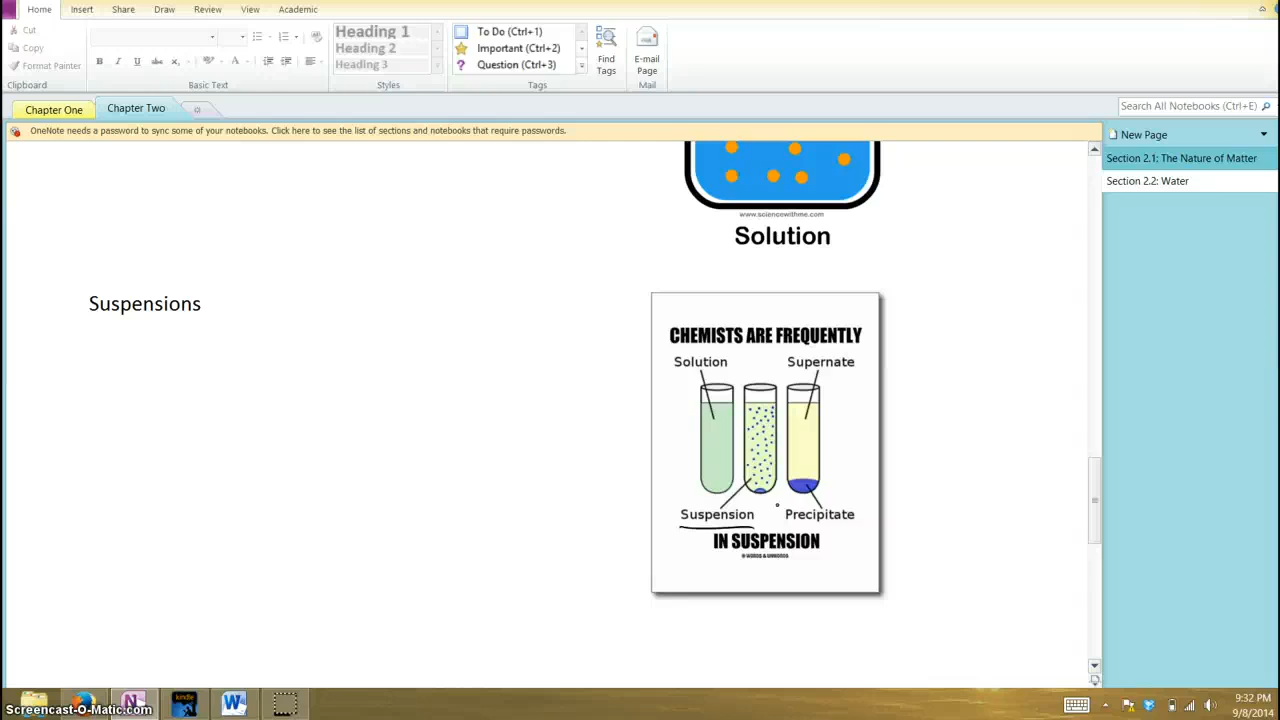 Home Insert Share Draw Review View Academic
Cut
Copy
Format Painter
Clipboard
Basic Text
Heading 1
Heading 2
Heading 3
Styles
To Do (Ctrl+1)
Important (Ctrl+2)
Question (Ctrl+3)
Tags
Find
Tags
E-mail
Page
Mail
Chapter One Chapter Two
Search All Notebooks (Ctrl+E)
OneNote needs a password to sync some of your notebooks. Click here to see the list of sections and notebooks that require passwords.
New Page
Section 2.1: The Nature of Matter
Section 2.2: Water
www.sciencewithme.com
Solution
Suspensions
CHEMISTS ARE FREQUENTLY
Solution Supernate
Suspension Precipitate
IN SUSPENSION
© WORDS & UNWORDS
kindle
Screencast-O-Matic.com
9:32 PM
9/8/2014